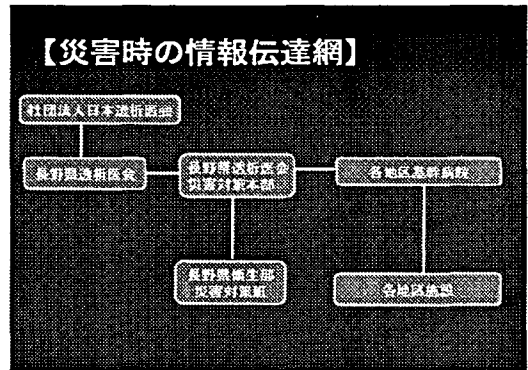 【災害時の情報伝達網】
社団法人日本透析医会
長野県透析医会
長野県透析医会
災害対策本部
各地区基幹病院
長野県衛生部
災害対策組
各地区施設